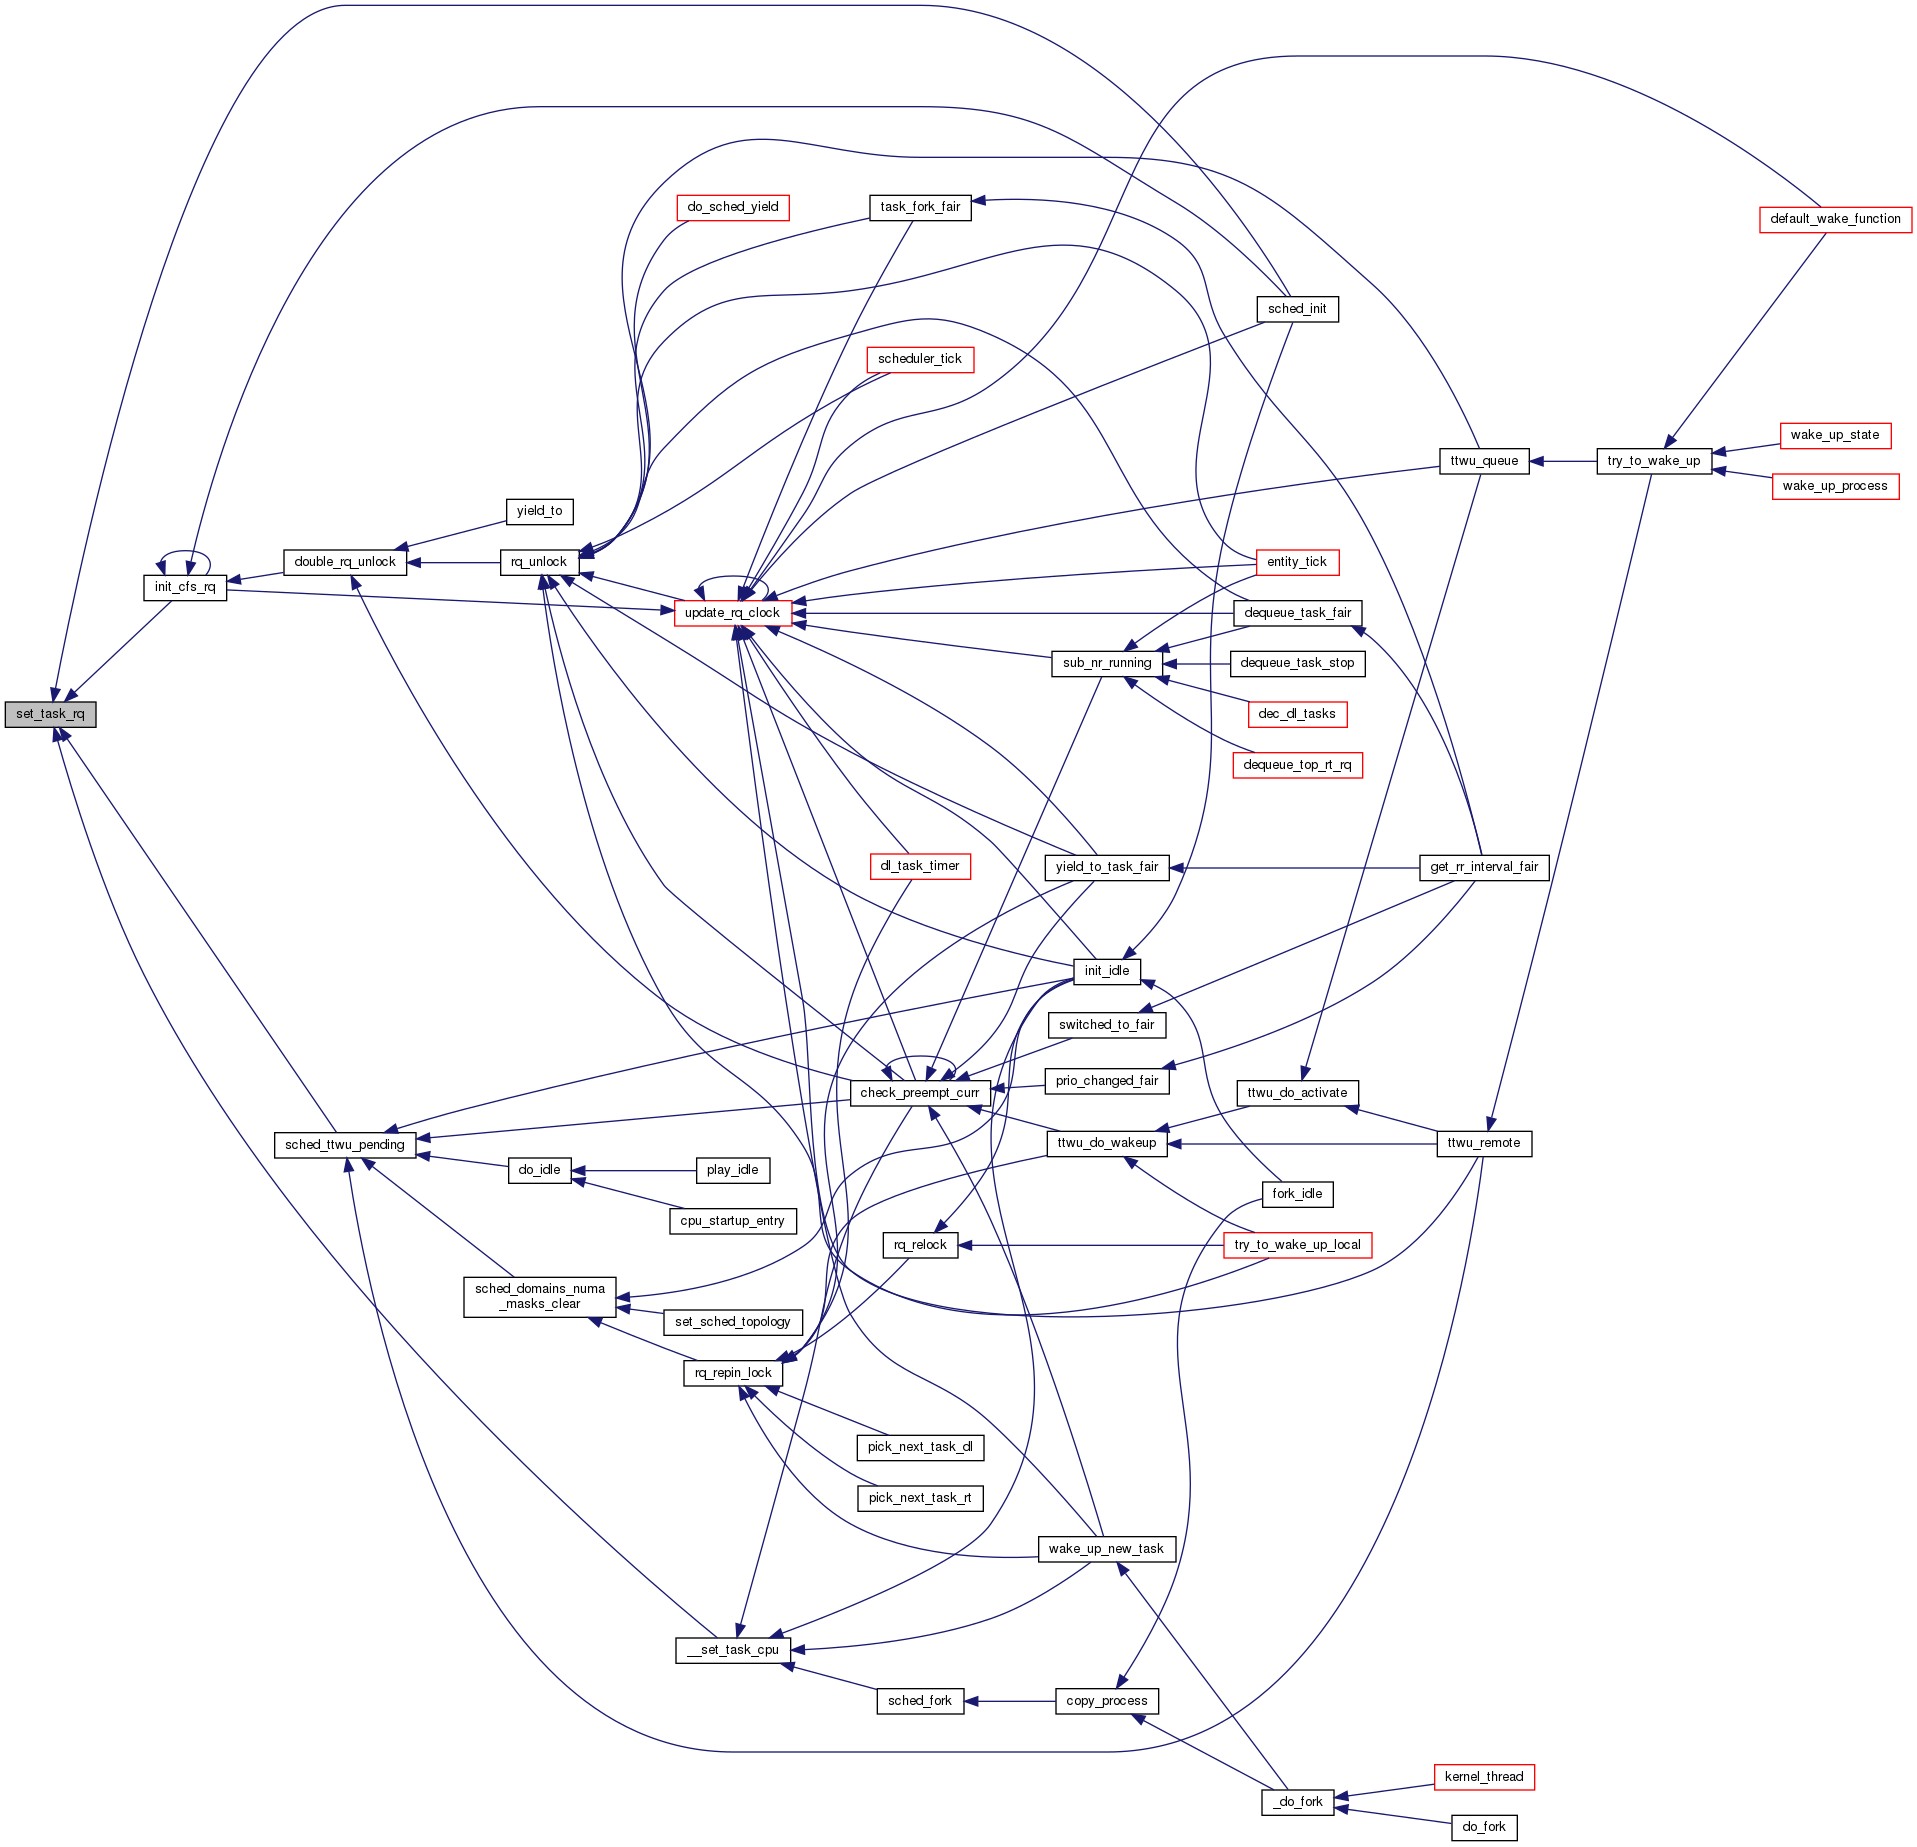 do_sched_yield
task_fork_fair
default_wake_function
sched_init
scheduler_tick
wake_up_state
ttwu_queue
try_to_wake_up
wake_up_process
yield_to
double_rq_unlock
rq_unlock
entity_tick
init_cfs_rq
update_rq_clock
dequeue_task_fair
sub_nr_running
dequeue_task_stop
set_task_rq
dec_dl_tasks
dequeue_top_rt_rq
dl_task_timer
yield_to_task_fair
get_rr_interval_fair
init_idle
switched_to_fair
prio_changed_fair
check_preempt_curr
ttwu_do_activate
sched_ttwu_pending
ttwu_do_wakeup
ttwu_remote
do_idle
play_idle
fork_idle
cpu_startup_entry
rq_relock
try_to_wake_up_local
sched_domains_numa
_masks_clear
set_sched_topology
rq_repin_lock
pick_next_task_dl
pick_next_task_rt
wake_up_new_task
__set_task_cpu
sched_fork
copy_process
kernel_thread
_do_fork
do_fork